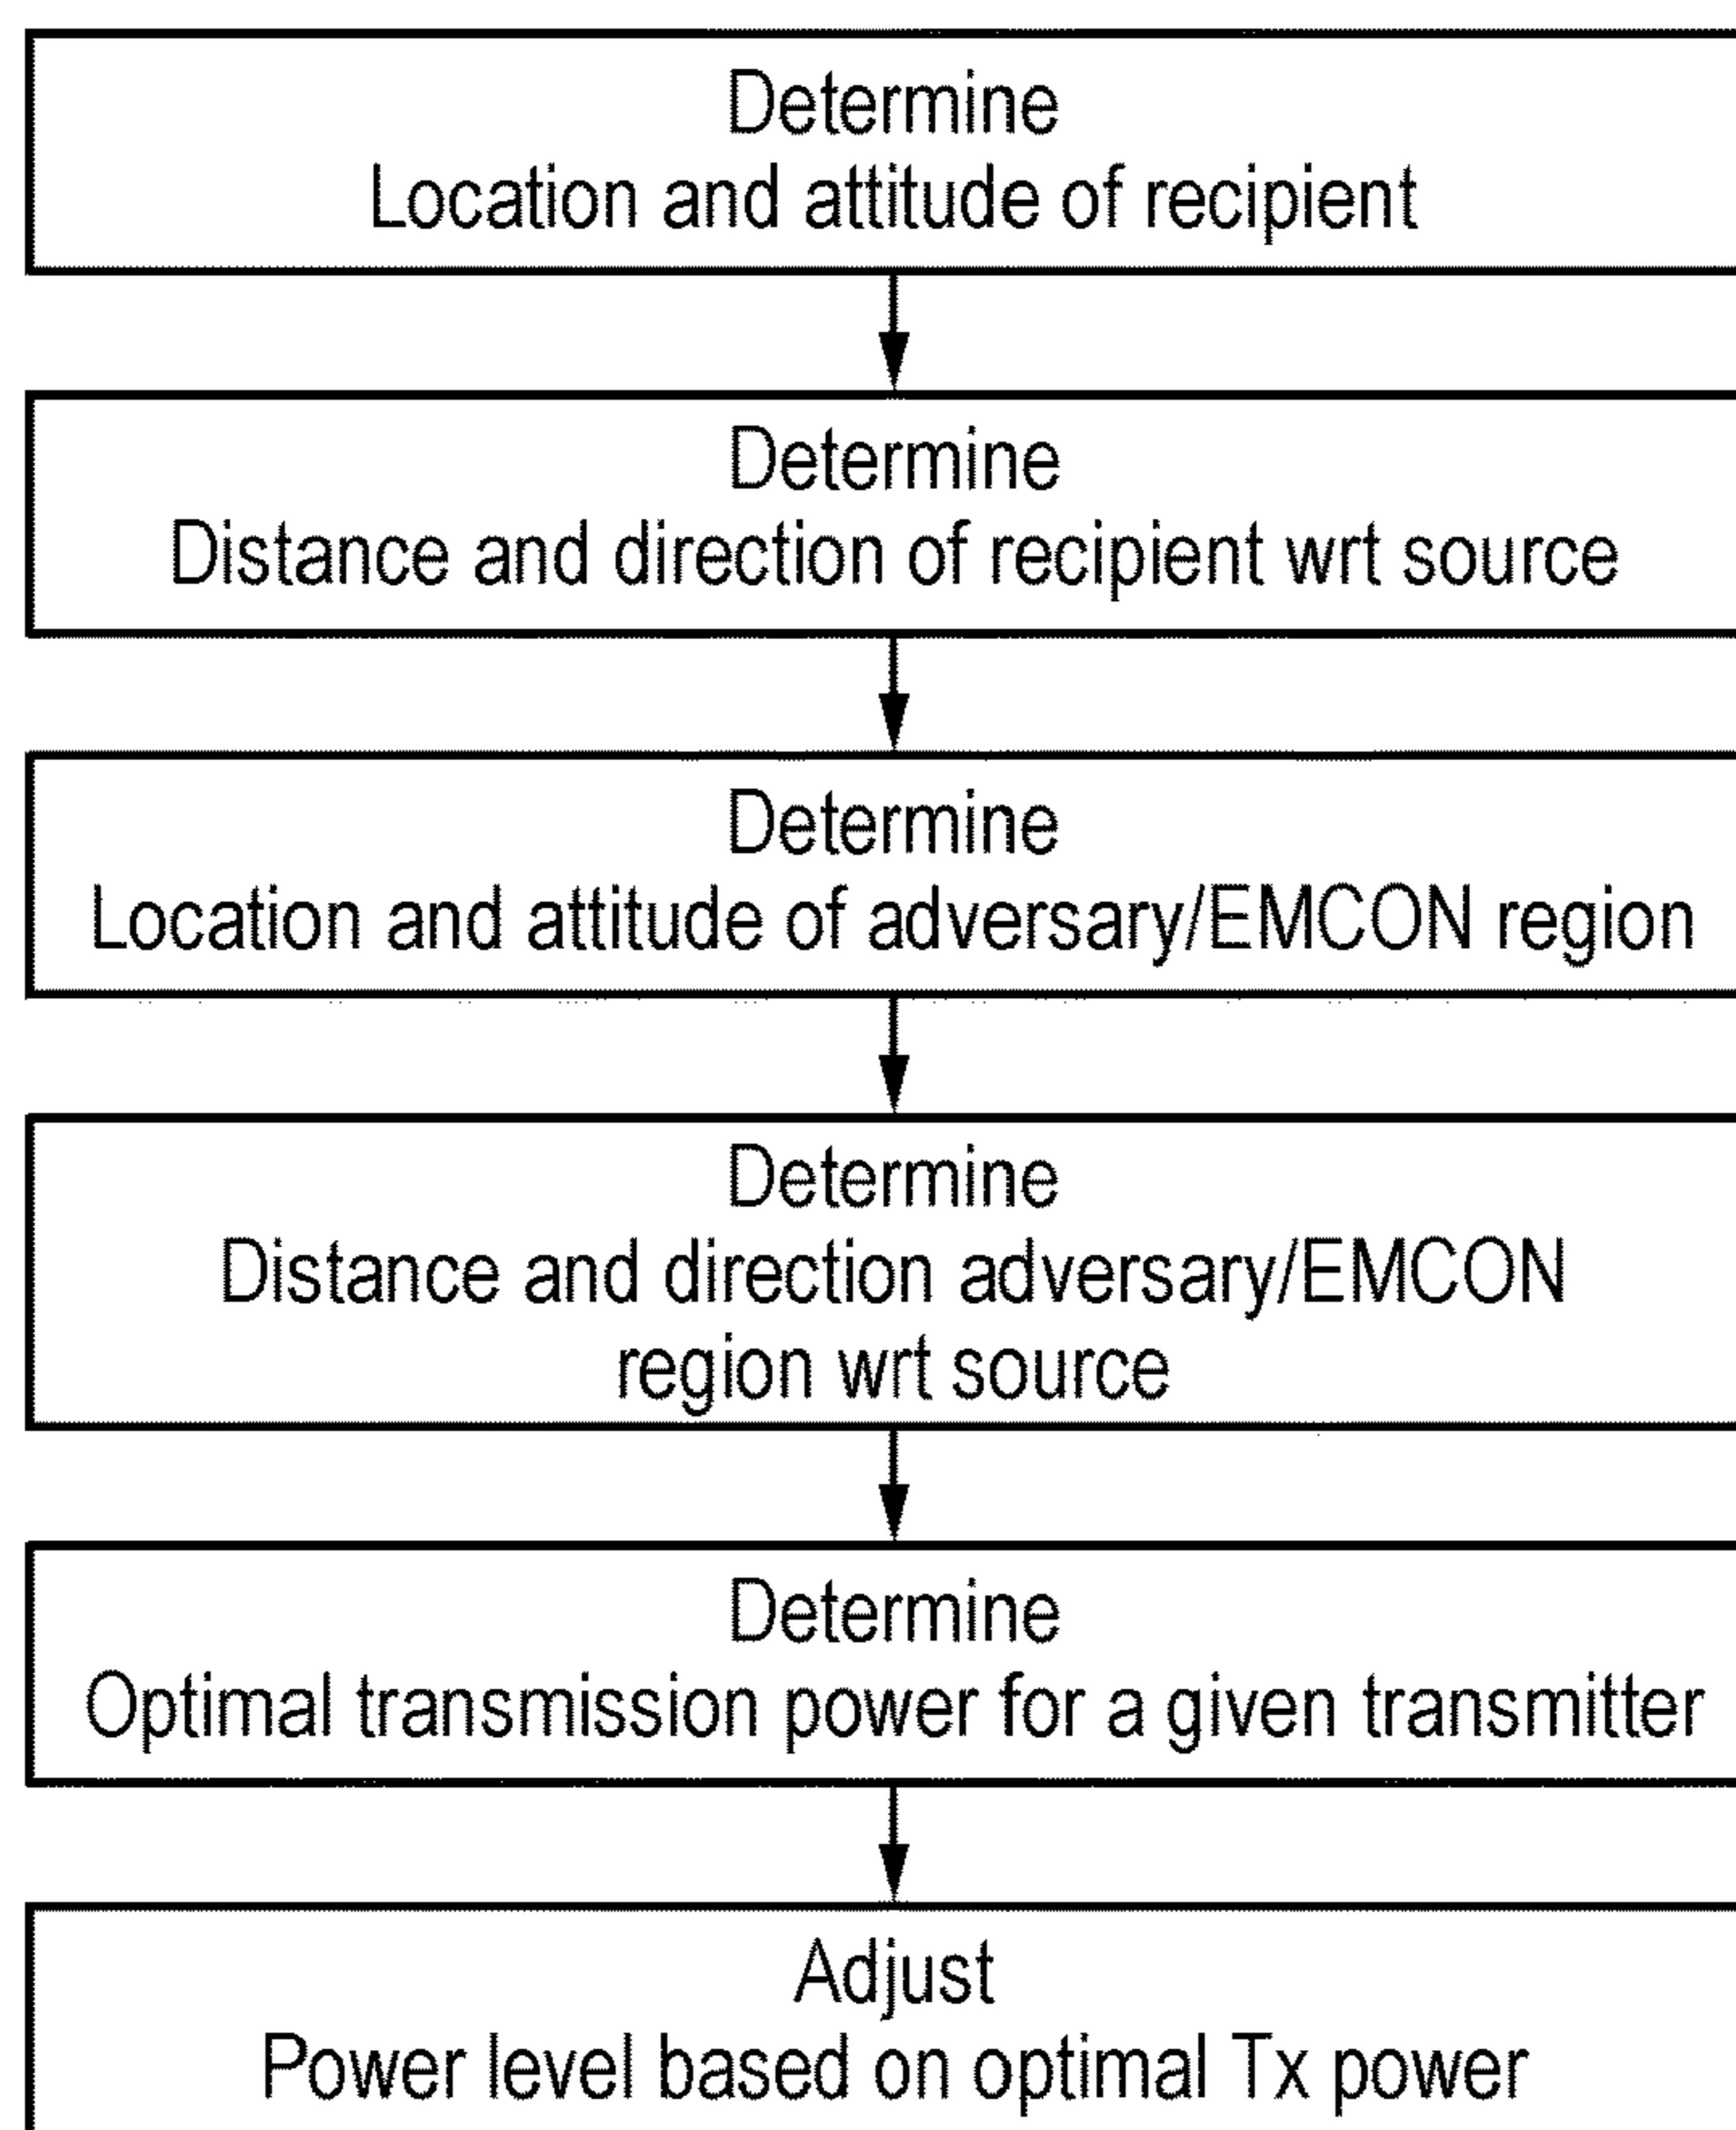 Determine
Location and attitude of recipient
Determine
Distance and direction of recipient wrt source
Determine
Location and attitude of adversary/EMCON region
Determine
Distance and direction adversary/EMCON
region wrt source
Determine
Optimal transmission power for a given transmitter
Adjust
Power level based on optimal Tx power